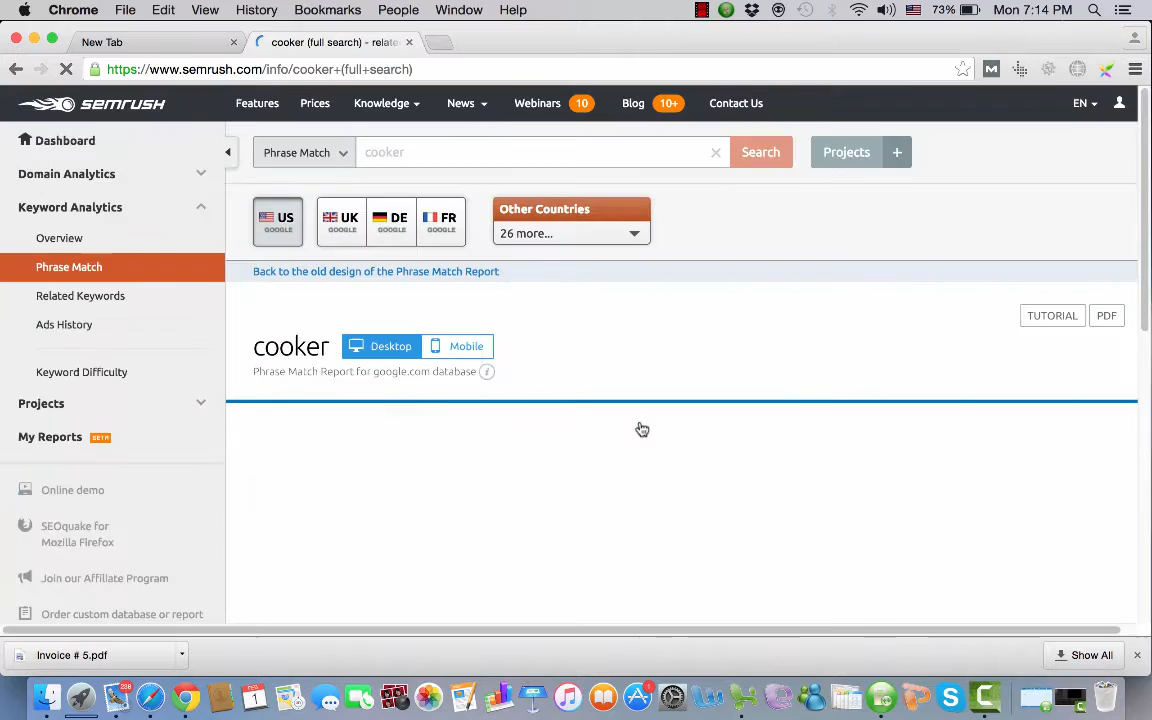 Chrome File Edit View History Bookmarks People Window Help 73% Mon 7:14 PM
New Tab cooker (full search) - relate
https://www.semrush.com/info/cooker+(full+search)
SEMRUSH Features Prices Knowledge News Webinars 10 Blog 10+ Contact Us EN
Dashboard
Domain Analytics
Keyword Analytics
Overview
Phrase Match
Related Keywords
Ads History
Keyword Difficulty
Projects
My Reports BETA
Online demo
SEOquake for
Mozilla Firefox
Join our Affiliate Program
Order custom database or report
Phrase Match cooker Search Projects +
US UK DE FR
GOOGLE GOOGLE GOOGLE GOOGLE
Other Countries
26 more...
Back to the old design of the Phrase Match Report
TUTORIAL PDF
cooker Desktop Mobile
Phrase Match Report for google.com database i
Invoice # 5.pdf Show All